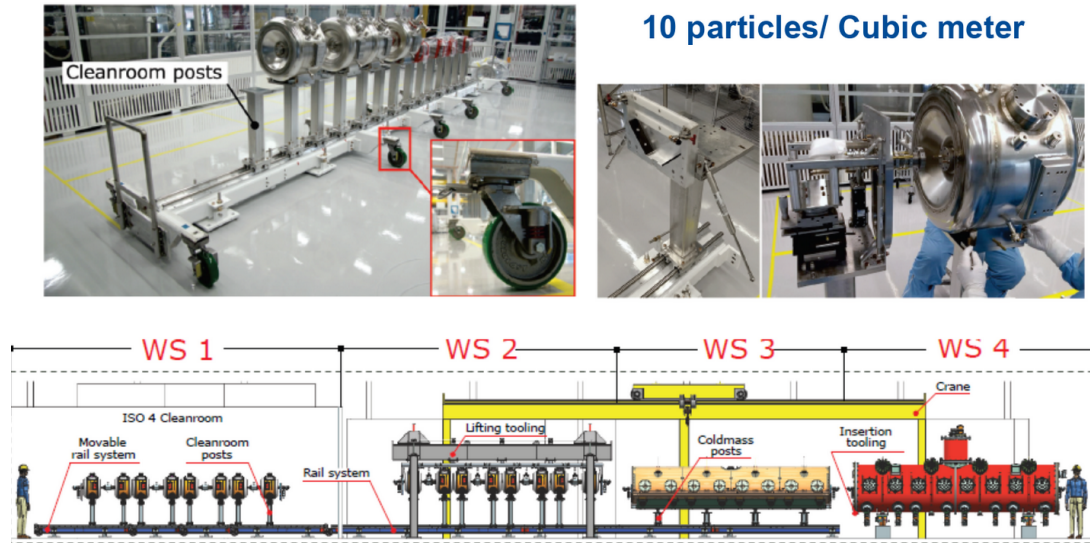 10 particles/ Cubic meter
Cleanroom posts
WS 1
WS 2
WS 3
WS 4
Crane
ISO 4 Cleanroom
Movable
rail system
Cleanroom
posts
Rail system
Lifting tooling
Coldmass
posts
Insertion
tooling